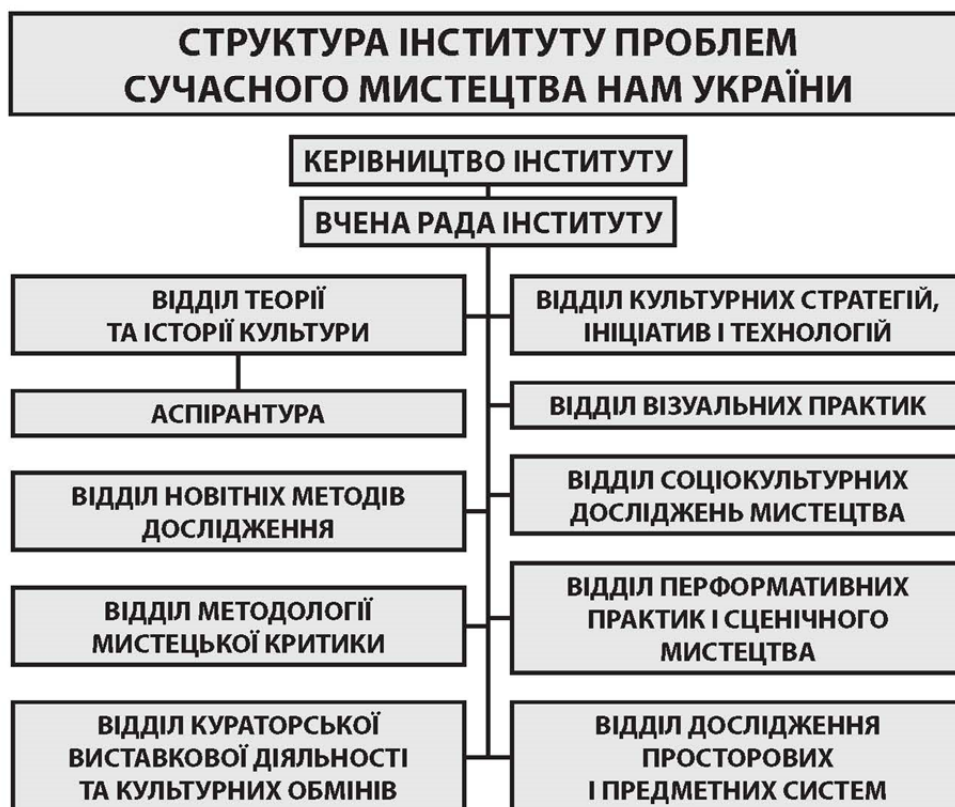 СТРУКТУРА ІНСТИТУТУ ПРОБЛЕМ
СУЧАСНОГО МИСТЕЦТВА НАМ УКРАЇНИ
КЕРІВНИЦТВО ІНСТИТУТУ
ВЧЕНА РАДА ІНСТИТУТУ
ВІДДІЛ ТЕОРІЇ
ТА ІСТОРІЇ КУЛЬТУРИ
АСПІРАНТУРА
ВІДДІЛ НОВІТНІХ МЕТОДІВ
ДОСЛІДЖЕННЯ
ВІДДІЛ МЕТОДОЛОГІЇ
МИСТЕЦЬКОЇ КРИТИКИ
ВІДДІЛ КУРАТОРСЬКОЇ
ВИСТАВКОВОЇ ДІЯЛЬНОСТІ
ТА КУЛЬТУРНИХ ОБМІНІВ
ВІДДІЛ КУЛЬТУРНИХ СТРАТЕГІЙ,
ІНІЦІАТИВ І ТЕХНОЛОГІЙ
ВІДДІЛ ВІЗУАЛЬНИХ ПРАКТИК
ВІДДІЛ СОЦІОКУЛЬТУРНИХ
ДОСЛІДЖЕНЬ МИСТЕЦТВА
ВІДДІЛ ПЕРФОРМАТИВНИХ
ПРАКТИК І СЦЕНІЧНОГО
МИСТЕЦТВА
ВІДДІЛ ДОСЛІДЖЕННЯ
ПРОСТОРОВИХ
І ПРЕДМЕТНИХ СИСТЕМ